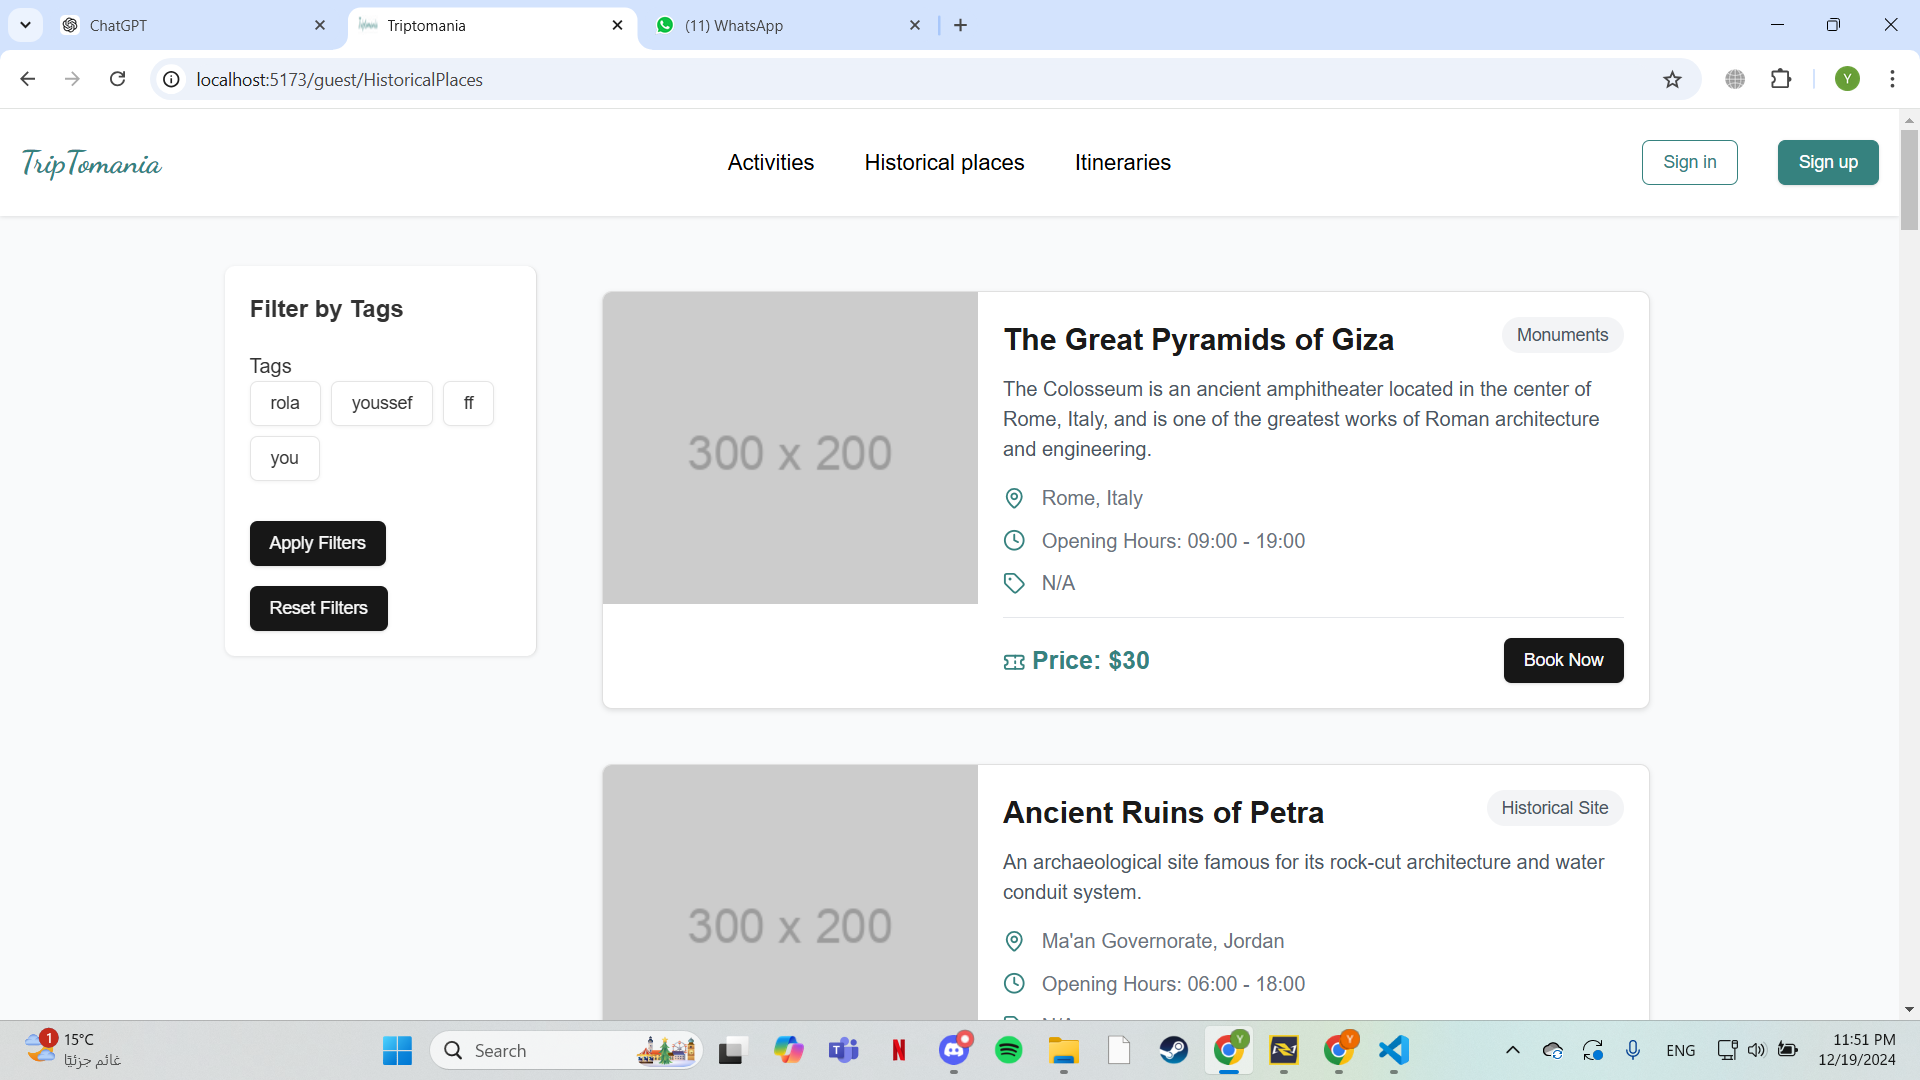 ChatGPT
Triptomania
(11) WhatsApp
localhost:5173/guest/HistoricalPlaces
Y
TripTomania
Activities
Historical places
Itineraries
Sign in
Sign up
Filter by Tags
Tags
rola
youssef
ff
you
Apply Filters
Reset Filters
300 x 200
The Great Pyramids of Giza
Monuments
The Colosseum is an ancient amphitheater located in the center of
Rome, Italy, and is one of the greatest works of Roman architecture
and engineering.
Rome, Italy
Opening Hours: 09:00 - 19:00
N/A
Price: $30
Book Now
300 x 200
Ancient Ruins of Petra
Historical Site
An archaeological site famous for its rock-cut architecture and water
conduit system.
Ma'an Governorate, Jordan
Opening Hours: 06:00 - 18:00
1
15°C
غائم جزئيًا
Search
ENG
11:51 PM
12/19/2024